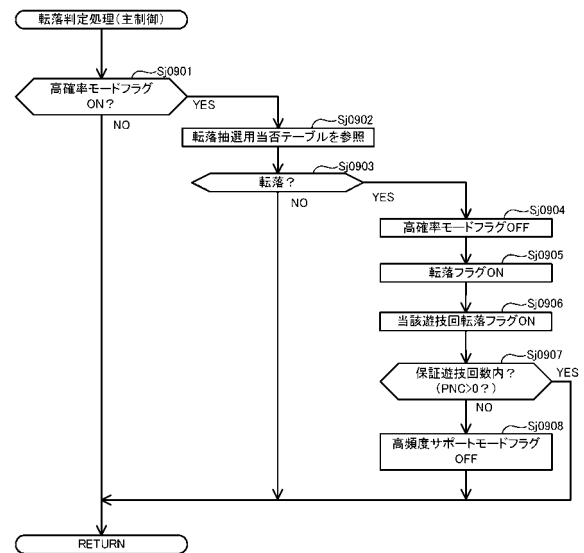 転落判定処理(主制御)
Sj0901
高確率モードフラグ
ON?
YES
NO
Sj0902
転落抽選用当否テーブルを参照
Sj0903
転落?
NO
YES
Sj0904
高確率モードフラグOFF
Sj0905
転落フラグON
Sj0906
当該遊技回転落フラグON
Sj0907
保証遊技回数内?
(PNC>0?)
YES
NO
Sj0908
高頻度サポートモードフラグ
OFF
RETURN